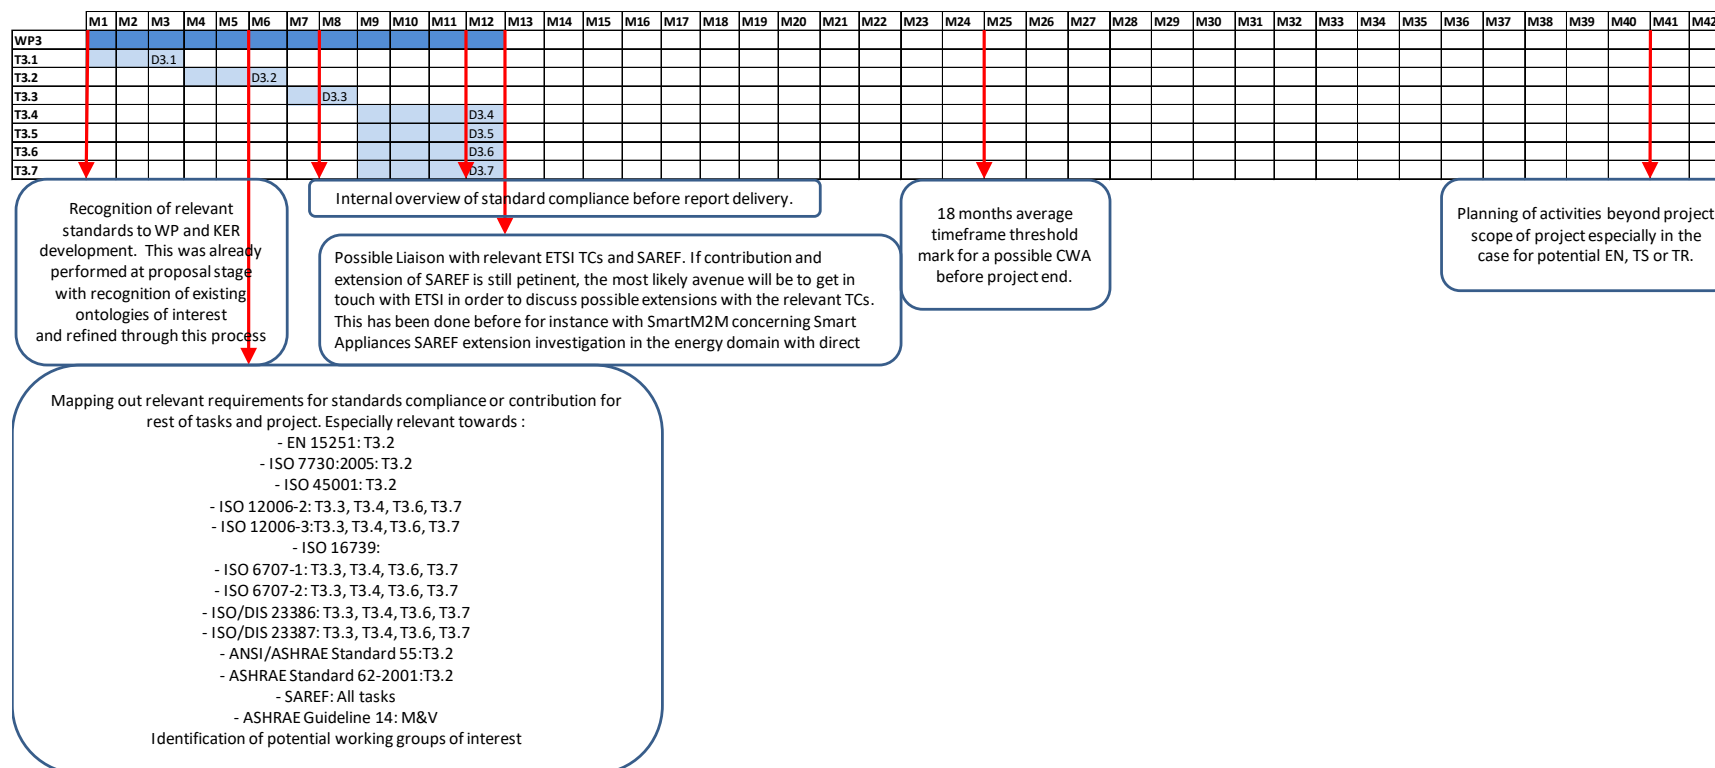 M1 M2 M3 M4 M5 M6 M7 M8 M9 M10 M11 M12 M13 M14 M15 M16 M17 M18 M19 M20 M21 M22 M23 M24 M25 M26 M27 M28 M29 M30 M31 M32 M33 M34 M35 M36 M37 M38 M39 M40 M41 M42
WP3
T3.1 D3.1
T3.2 D3.2
T3.3 D3.3
T3.4 D3.4
T3.5 D3.5
T3.6 D3.6
T3.7 D3.7
Recognition of relevant
standards to WP and KER
development. This was already
performed at proposal stage
with recognition of existing
ontologies of interest
and refined through this process
Internal overview of standard compliance before report delivery.
Possible Liaison with relevant ETSI TCs and SAREF. If contribution and
extension of SAREF is still petinent, the most likely avenue will be to get in
touch with ETSI in order to discuss possible extensions with the relevant TCs.
This has been done before for instance with SmartM2M concerning Smart
Appliances SAREF extension investigation in the energy domain with direct
18 months average
timeframe threshold
mark for a possible CWA
before project end.
Planning of activities beyond project
scope of project especially in the
case for potential EN, TS or TR.
Mapping out relevant requirements for standards compliance or contribution for
rest of tasks and project. Especially relevant towards :
- EN 15251: T3.2
- ISO 7730:2005: T3.2
- ISO 45001: T3.2
- ISO 12006-2: T3.3, T3.4, T3.6, T3.7
- ISO 12006-3:T3.3, T3.4, T3.6, T3.7
- ISO 16739:
- ISO 6707-1: T3.3, T3.4, T3.6, T3.7
- ISO 6707-2: T3.3, T3.4, T3.6, T3.7
- ISO/DIS 23386: T3.3, T3.4, T3.6, T3.7
- ISO/DIS 23387: T3.3, T3.4, T3.6, T3.7
- ANSI/ASHRAE Standard 55:T3.2
- ASHRAE Standard 62-2001:T3.2
- SAREF: All tasks
- ASHRAE Guideline 14: M&V
Identification of potential working groups of interest